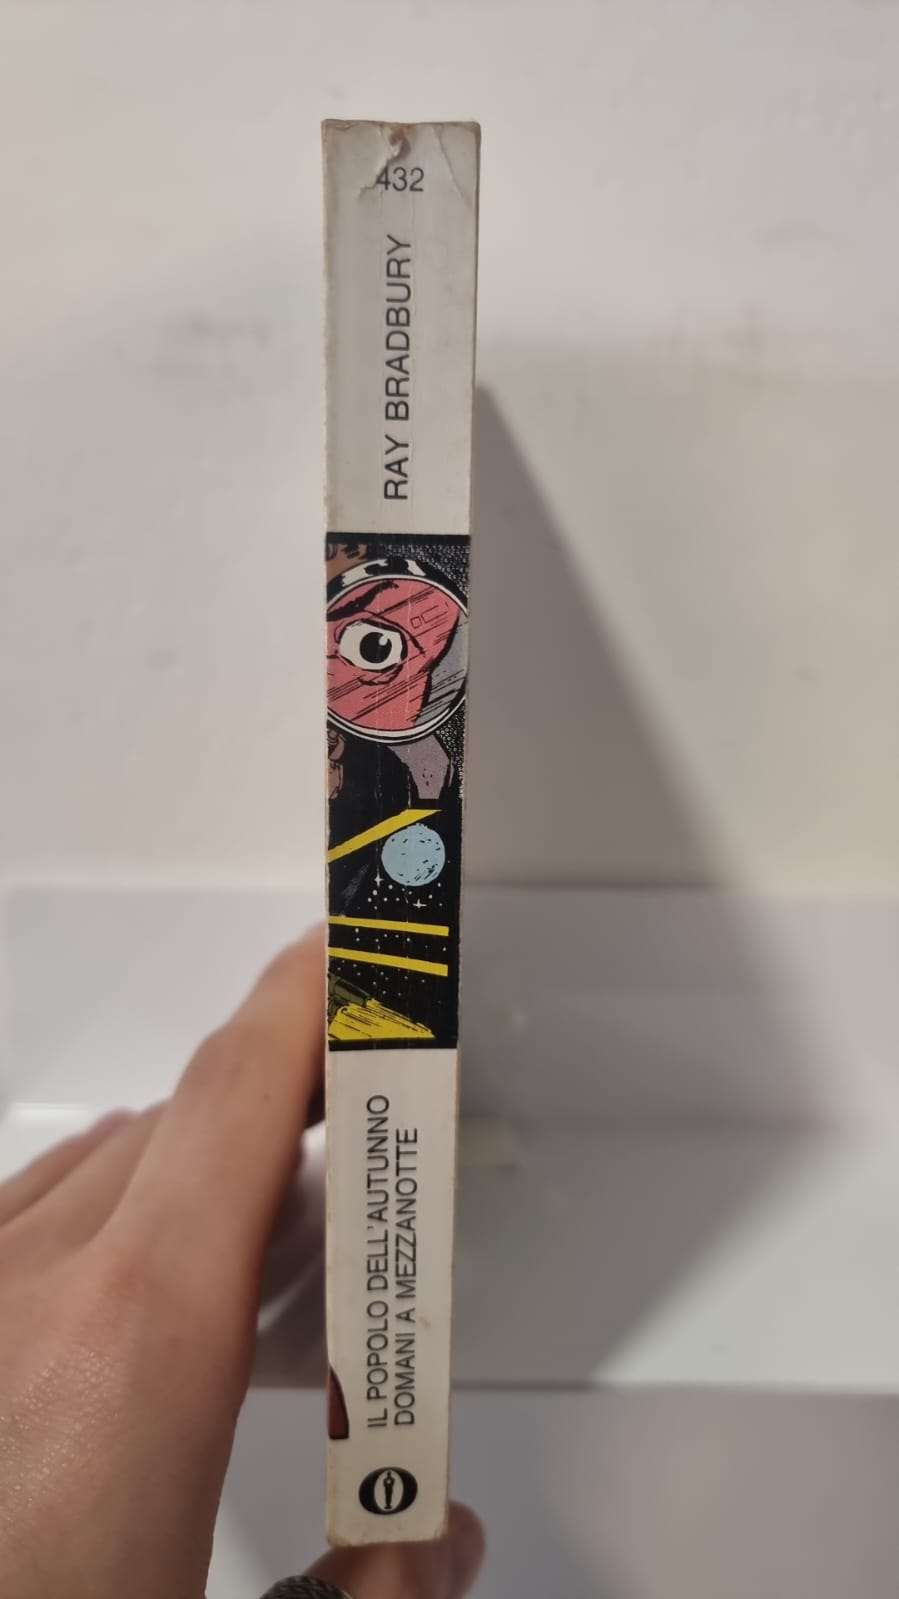 432
RAY BRADBURY
IL POPOLO DELL'AUTUNNO
DOMANI A MEZZANOTTE